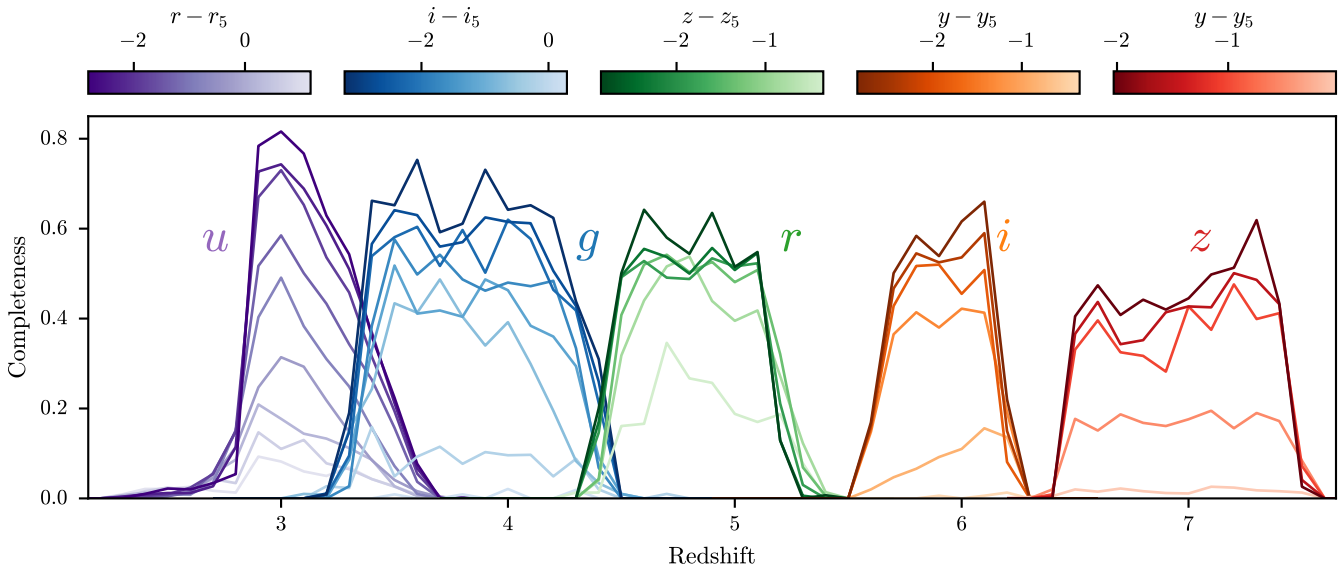 r − r₅ i − i₅ z − z₅ y − y₅ y − y₅
−2 0 −2 0 −2 −1 −2 −1 −2 −1
0.8
0.6
0.4
0.2
0.0
Completeness
u g r i z
3 4 5 6 7
Redshift